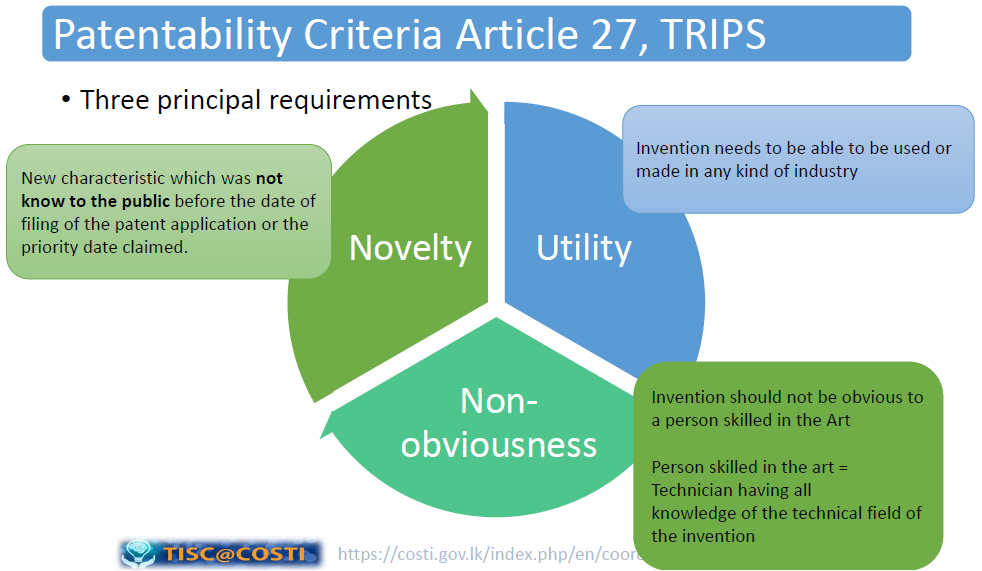 Patentability Criteria Article 27, TRIPS
• Three principal requirements
New characteristic which was not
know to the public before the date of
filing of the patent application or the
priority date claimed.
Invention needs to be able to be used or
made in any kind of industry
Novelty
Utility
Non-
obviousness
Invention should not be obvious to
a person skilled in the Art
Person skilled in the art =
Technician having all
knowledge of the technical field of
the invention
TISC@COSTI
https://costi.gov.lk/index.php/en/coor